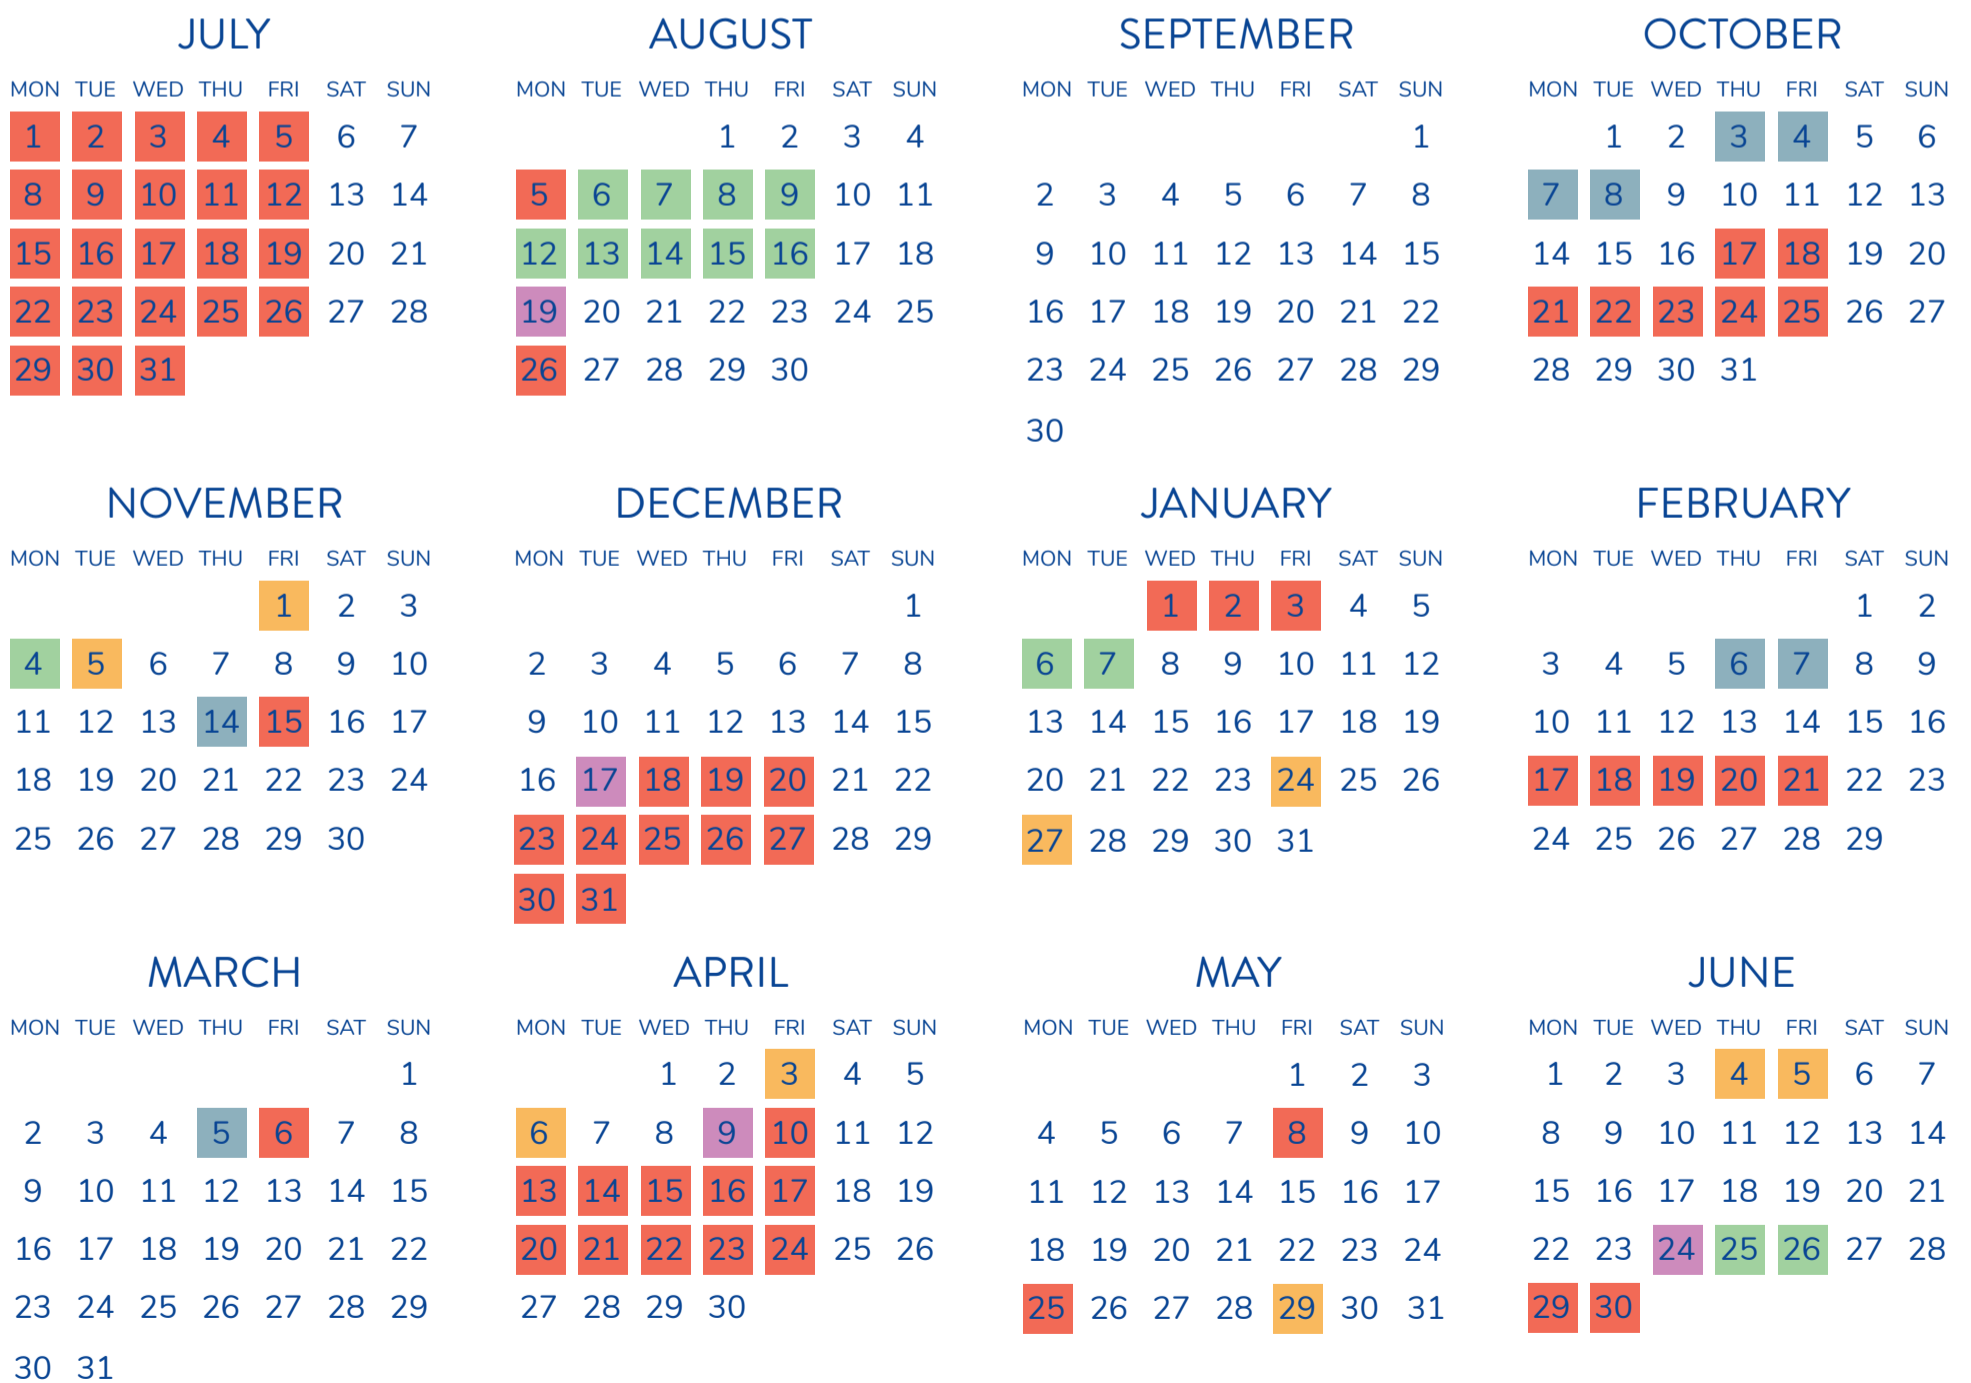 JULY
MON TUE WED THU FRI SAT SUN
1 2 3 4 5 6 7
8 9 10 11 12 13 14
15 16 17 18 19 20 21
22 23 24 25 26 27 28
29 30 31
AUGUST
MON TUE WED THU FRI SAT SUN
1 2 3 4
5 6 7 8 9 10 11
12 13 14 15 16 17 18
19 20 21 22 23 24 25
26 27 28 29 30
SEPTEMBER
MON TUE WED THU FRI SAT SUN
1
2 3 4 5 6 7 8
9 10 11 12 13 14 15
16 17 18 19 20 21 22
23 24 25 26 27 28 29
30
OCTOBER
MON TUE WED THU FRI SAT SUN
1 2 3 4 5 6
7 8 9 10 11 12 13
14 15 16 17 18 19 20
21 22 23 24 25 26 27
28 29 30 31
NOVEMBER
MON TUE WED THU FRI SAT SUN
1 2 3
4 5 6 7 8 9 10
11 12 13 14 15 16 17
18 19 20 21 22 23 24
25 26 27 28 29 30
DECEMBER
MON TUE WED THU FRI SAT SUN
1
2 3 4 5 6 7 8
9 10 11 12 13 14 15
16 17 18 19 20 21 22
23 24 25 26 27 28 29
30 31
JANUARY
MON TUE WED THU FRI SAT SUN
1 2 3 4 5
6 7 8 9 10 11 12
13 14 15 16 17 18 19
20 21 22 23 24 25 26
27 28 29 30 31
FEBRUARY
MON TUE WED THU FRI SAT SUN
1 2
3 4 5 6 7 8 9
10 11 12 13 14 15 16
17 18 19 20 21 22 23
24 25 26 27 28 29
MARCH
MON TUE WED THU FRI SAT SUN
1
2 3 4 5 6 7 8
9 10 11 12 13 14 15
16 17 18 19 20 21 22
23 24 25 26 27 28 29
30 31
APRIL
MON TUE WED THU FRI SAT SUN
1 2 3 4 5
6 7 8 9 10 11 12
13 14 15 16 17 18 19
20 21 22 23 24 25 26
27 28 29 30
MAY
MON TUE WED THU FRI SAT SUN
1 2 3
4 5 6 7 8 9 10
11 12 13 14 15 16 17
18 19 20 21 22 23 24
25 26 27 28 29 30 31
JUNE
MON TUE WED THU FRI SAT SUN
1 2 3 4 5 6 7
8 9 10 11 12 13 14
15 16 17 18 19 20 21
22 23 24 25 26 27 28
29 30